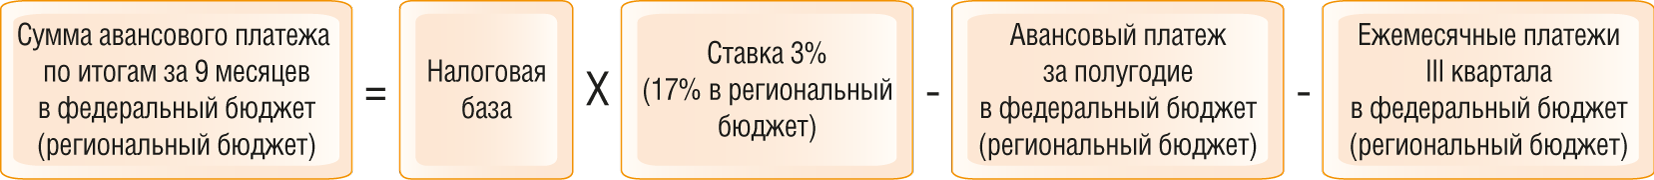 Сумма авансового платежа
по итогам за 9 месяцев
в федеральный бюджет
(региональный бюджет)
=
Налоговая
база
X
Ставка 3%
(17% в региональный
бюджет)
-
Авансовый платеж
за полугодие
в федеральный бюджет
(региональный бюджет)
-
Ежемесячные платежи
III квартала
в федеральный бюджет
(региональный бюджет)